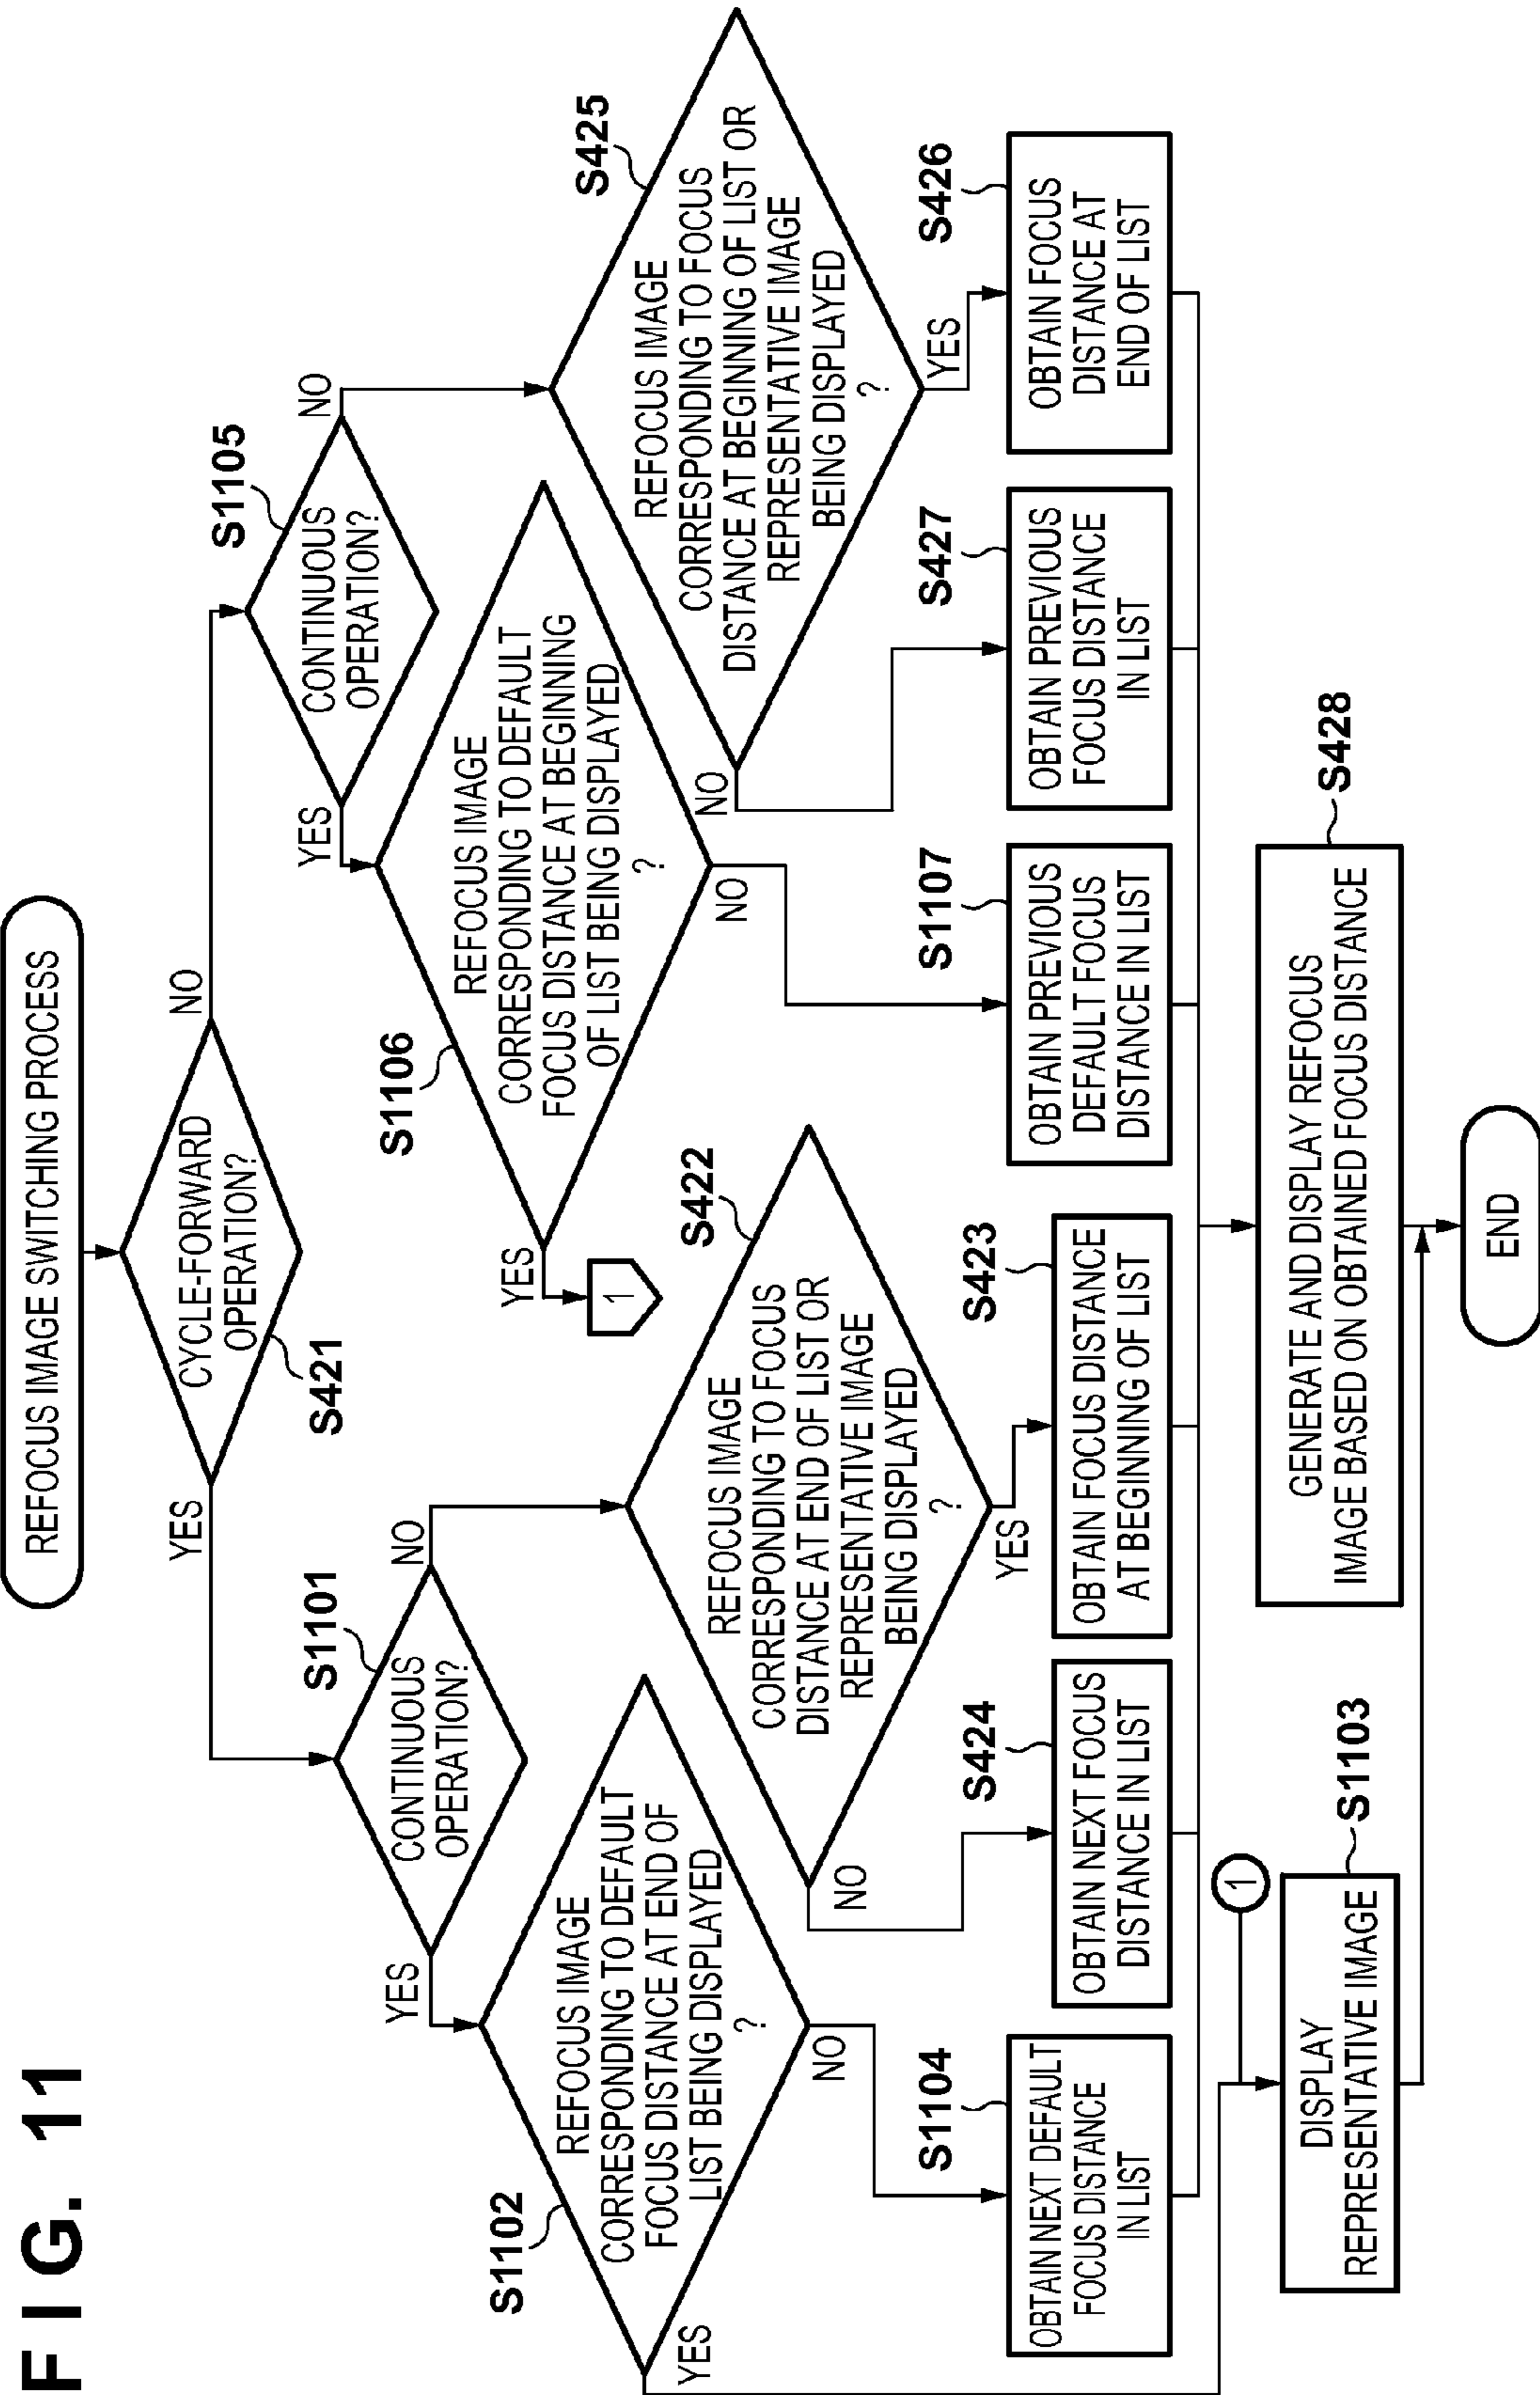 FIG. 11
REFOCUS IMAGE SWITCHING PROCESS
CYCLE-FORWARD
OPERATION?
S421
YES
NO
CONTINUOUS
OPERATION?
S1101
YES
NO
CONTINUOUS
OPERATION?
S1105
YES
NO
REFOCUS IMAGE
CORRESPONDING TO DEFAULT
FOCUS DISTANCE AT END OF
LIST BEING DISPLAYED
?
S1102
YES
NO
REFOCUS IMAGE
CORRESPONDING TO FOCUS
DISTANCE AT END OF LIST OR
REPRESENTATIVE IMAGE
BEING DISPLAYED
?
S422
NO
YES
REFOCUS IMAGE
CORRESPONDING TO DEFAULT
FOCUS DISTANCE AT BEGINNING
OF LIST BEING DISPLAYED
?
S1106
YES
1
NO
REFOCUS IMAGE
CORRESPONDING TO FOCUS
DISTANCE AT BEGINNING OF LIST OR
REPRESENTATIVE IMAGE
BEING DISPLAYED
?
S425
NO
YES
S1104
OBTAIN NEXT DEFAULT
FOCUS DISTANCE
IN LIST
S424
OBTAIN NEXT FOCUS
DISTANCE IN LIST
S423
OBTAIN FOCUS DISTANCE
AT BEGINNING OF LIST
S1107
OBTAIN PREVIOUS
DEFAULT FOCUS
DISTANCE IN LIST
S427
OBTAIN PREVIOUS
FOCUS DISTANCE
IN LIST
S426
OBTAIN FOCUS
DISTANCE AT
END OF LIST
1
S1103
DISPLAY
REPRESENTATIVE IMAGE
S428
GENERATE AND DISPLAY REFOCUS
IMAGE BASED ON OBTAINED FOCUS DISTANCE
END